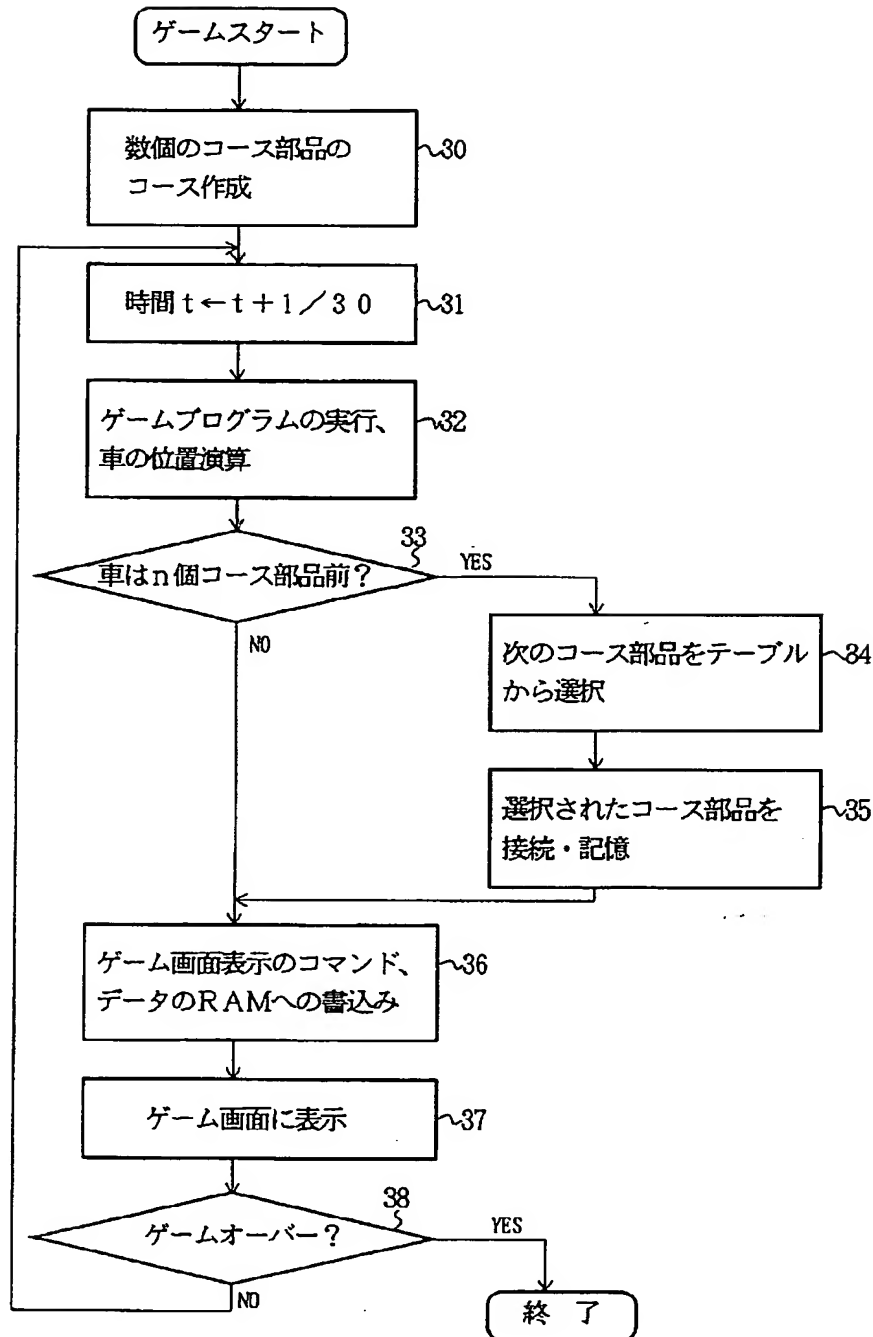 ゲームスタート
数個のコース部品の
コース作成
30
時間t←t+1/30
31
ゲームプログラムの実行、
車の位置演算
32
33
車はn個コース部品前?
YES
NO
次のコース部品をテーブル
から選択
34
選択されたコース部品を
接続・記憶
35
ゲーム画面表示のコマンド、
データのRAMへの書込み
36
ゲーム画面に表示
37
38
ゲームオーバー?
YES
NO
終 了